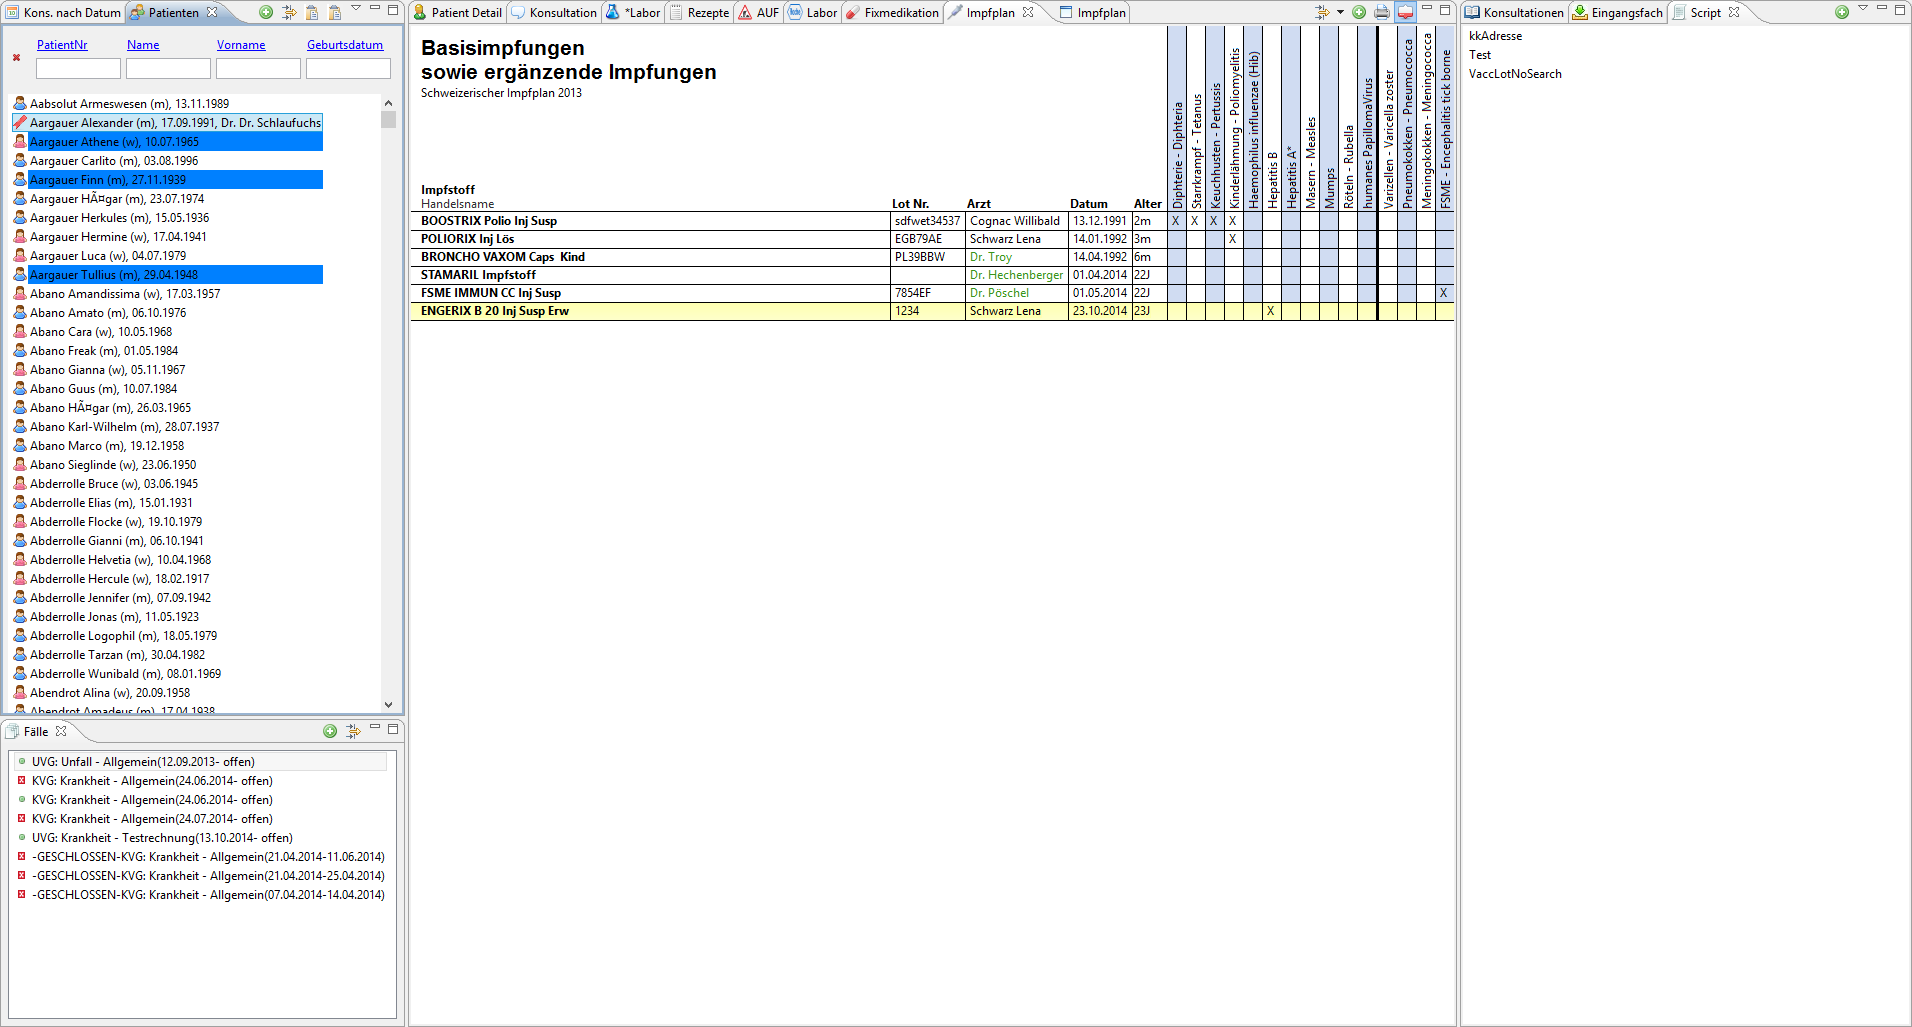 Kons. nach Datum
Patienten
PatientNr
Name
Vorname
Geburtsdatum
Aabsolut Armeswesen (m), 13.11.1989
Aargauer Alexander (m), 17.09.1991, Dr. Dr. Schlaufuchs
Aargauer Athene (w), 10.07.1965
Aargauer Carlito (m), 03.08.1996
Aargauer Finn (m), 27.11.1939
Aargauer HÃ¤gar (m), 23.07.1974
Aargauer Herkules (m), 15.05.1936
Aargauer Hermine (w), 17.04.1941
Aargauer Luca (w), 04.07.1979
Aargauer Tullius (m), 29.04.1948
Abano Amandissima (w), 17.03.1957
Abano Amato (m), 06.10.1976
Abano Cara (w), 10.05.1968
Abano Freak (m), 01.05.1984
Abano Gianna (w), 05.11.1967
Abano Guus (m), 10.07.1984
Abano HÃ¤gar (m), 26.03.1965
Abano Karl-Wilhelm (m), 28.07.1937
Abano Marco (m), 19.12.1958
Abano Sieglinde (w), 23.06.1950
Abderrolle Bruce (w), 03.06.1945
Abderrolle Elias (m), 15.01.1931
Abderrolle Flocke (w), 19.10.1979
Abderrolle Gianni (m), 06.10.1941
Abderrolle Helvetia (w), 10.04.1968
Abderrolle Hercule (w), 18.02.1917
Abderrolle Jennifer (m), 07.09.1942
Abderrolle Jonas (m), 11.05.1923
Abderrolle Logophil (m), 18.05.1979
Abderrolle Tarzan (m), 30.04.1982
Abderrolle Wunibald (m), 08.01.1969
Abendrot Alina (w), 20.09.1958
Abendrot Amadeus (m), 17.04.1938
Fälle
UVG: Unfall - Allgemein(12.09.2013- offen)
KVG: Krankheit - Allgemein(24.06.2014- offen)
KVG: Krankheit - Allgemein(24.06.2014- offen)
KVG: Krankheit - Allgemein(24.07.2014- offen)
UVG: Krankheit - Testrechnung(13.10.2014- offen)
-GESCHLOSSEN-KVG: Krankheit - Allgemein(21.04.2014-11.06.2014)
-GESCHLOSSEN-KVG: Krankheit - Allgemein(21.04.2014-25.04.2014)
-GESCHLOSSEN-KVG: Krankheit - Allgemein(07.04.2014-14.04.2014)
Patient Detail
Konsultation
*Labor
Rezepte
AUF
Labor
Fixmedikation
Impfplan
Impfplan
Basisimpfungen
sowie ergänzende Impfungen
Schweizerischer Impfplan 2013
Impfstoff
Handelsname
Lot Nr.
Arzt
Datum
Alter
Diphterie - Diphteria
Starrkrampf - Tetanus
Keuchhusten - Pertussis
Kinderlähmung - Poliomyelitis
Haemophilus influenzae (Hib)
Hepatitis B
Hepatitis A*
Masern - Measles
Mumps
Röteln - Rubella
humanes PapillomaVirus
Varizellen - Varicella zoster
Pneumokokken - Pneumococca
Meningokokken - Meningococca
FSME - Encephalitis tick borne
BOOSTRIX Polio Inj Susp sdfwet34537 Cognac Willibald 13.12.1991 2m X X X X
POLIORIX Inj Lös EGB79AE Schwarz Lena 14.01.1992 3m X
BRONCHO VAXOM Caps Kind PL39BBW Dr. Troy 14.04.1992 6m
STAMARIL Impfstoff Dr. Hechenberger 01.04.2014 22J
FSME IMMUN CC Inj Susp 7854EF Dr. Pöschel 01.05.2014 22J X
ENGERIX B 20 Inj Susp Erw 1234 Schwarz Lena 23.10.2014 23J X
Konsultationen
Eingangsfach
Script
kkAdresse
Test
VaccLotNoSearch